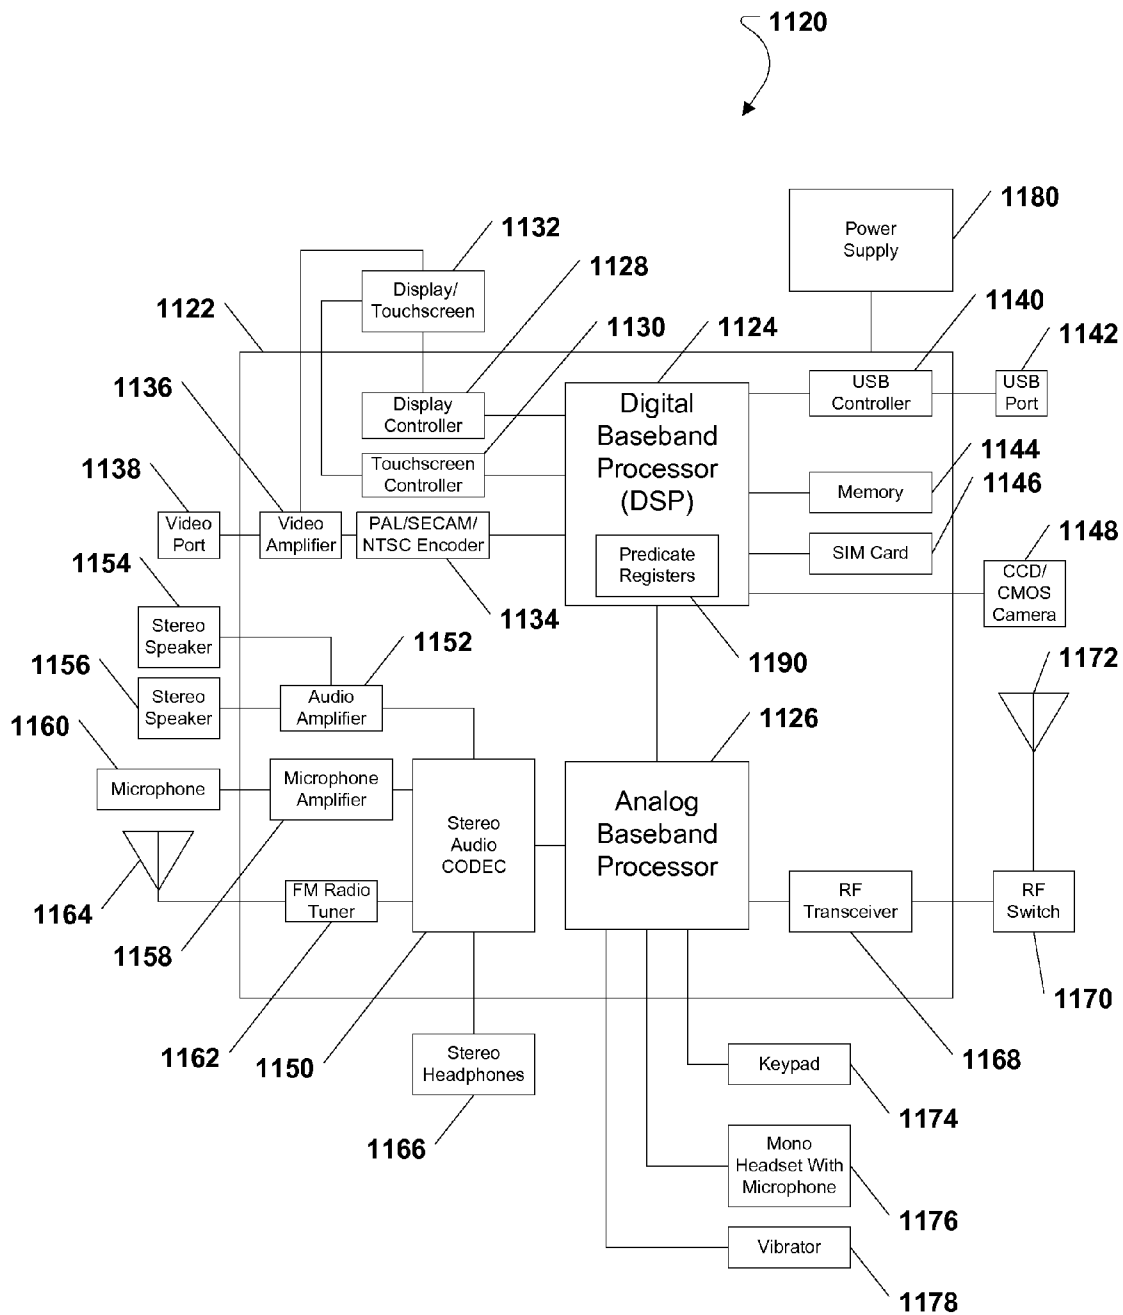 1120
1180
Power
Supply
1132
1128
1140
Display/
Touchscreen
1122
1130
1124
1142
1136
USB
Controller
USB
Port
Display
Controller
Digital
Baseband
Processor
(DSP)
1138
1144
Touchscreen
Controller
1146
Memory
Video
Port
Video
Amplifier
PAL/SECAM/
NTSC Encoder
1148
SIM Card
Predicate
Registers
1154
CCD/
CMOS
Camera
1134
Stereo
Speaker
1152
1190
1172
1156
Stereo
Speaker
Audio
Amplifier
1160
1126
Microphone
Microphone
Amplifier
Stereo
Audio
CODEC
Analog
Baseband
Processor
1164
FM Radio
Tuner
RF
Transceiver
RF
Switch
1158
1170
1162
1150
1168
Stereo
Headphones
Keypad
1174
1166
Mono
Headset With
Microphone
1176
Vibrator
1178